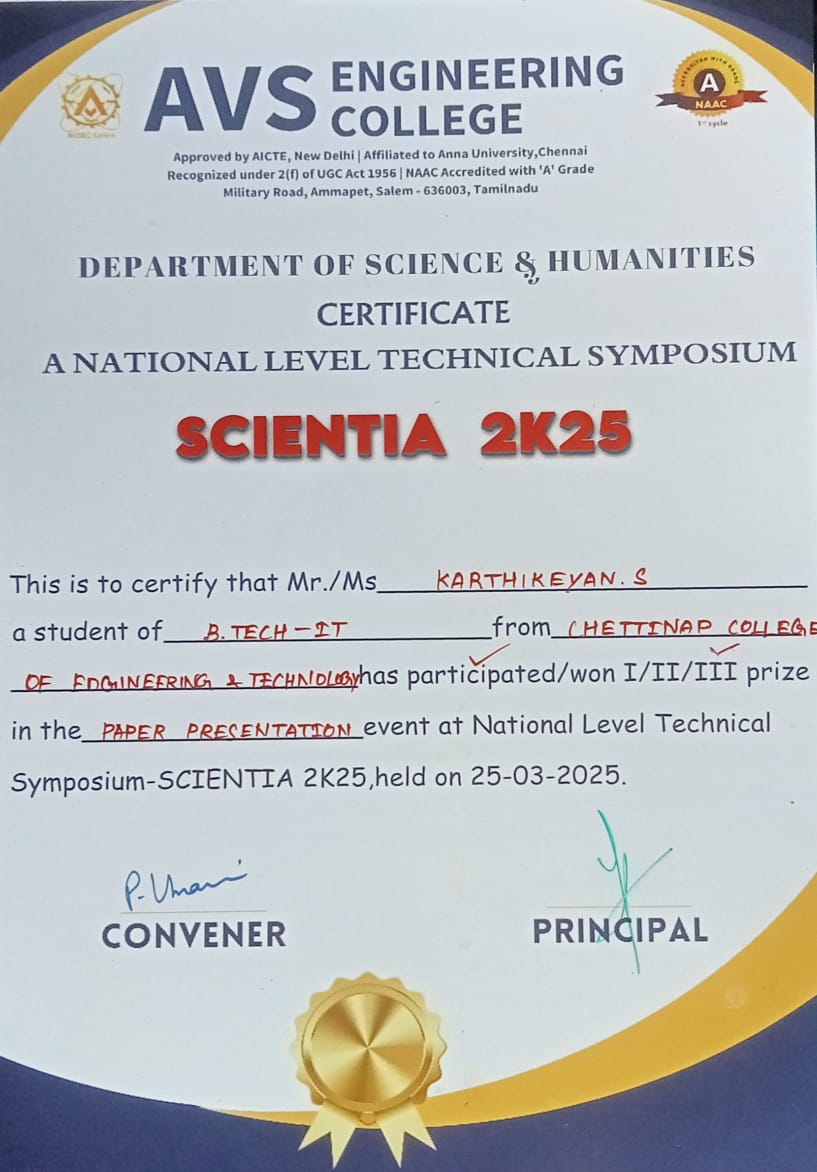 AVS ENGINEERING
COLLEGE
AVSEC Salem
ACCREDITED WITH GRADE
A
NAAC
1st cycle
Approved by AICTE, New Delhi | Affiliated to Anna University,Chennai
Recognized under 2(f) of UGC Act 1956 | NAAC Accredited with 'A' Grade
Military Road, Ammapet, Salem - 636003, Tamilnadu
DEPARTMENT OF SCIENCE & HUMANITIES
CERTIFICATE
A NATIONAL LEVEL TECHNICAL SYMPOSIUM
SCIENTIA 2K25
This is to certify that Mr./Ms KARTHIKEYAN. S
a student of B. TECH - IT from CHETTINAD COLLEGE
OF ENGINEERING & TECHNOLOGY has participated/won I/II/III prize
in the PAPER PRESENTATION event at National Level Technical
Symposium-SCIENTIA 2K25,held on 25-03-2025.
CONVENER PRINCIPAL